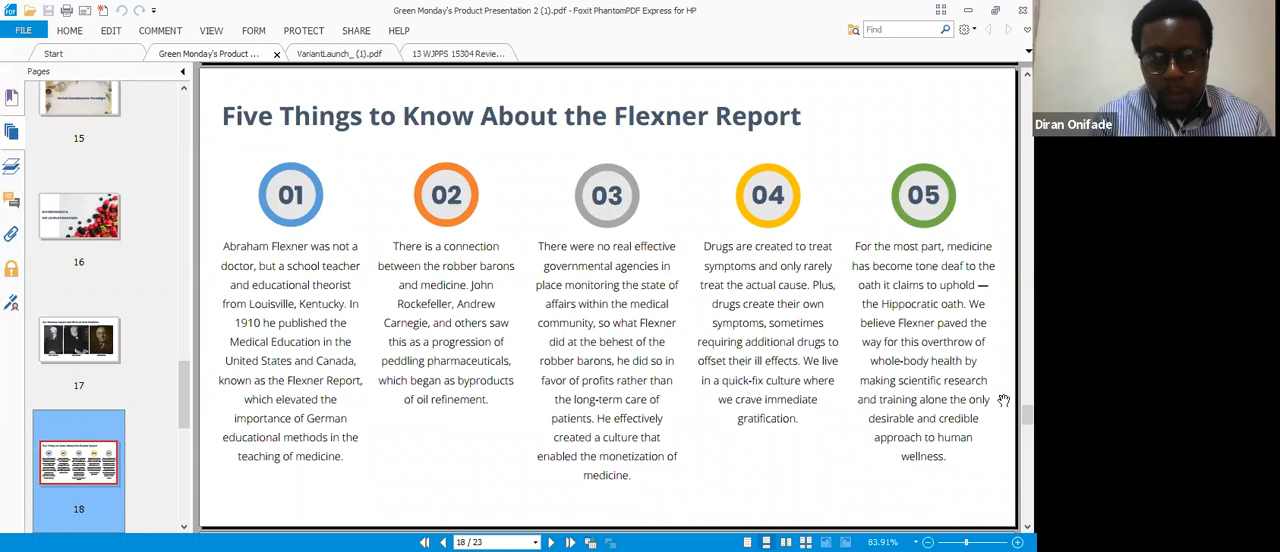 Green Monday's Product Presentation 2 (1).pdf - Foxit PhantomPDF Express for HP
FILE HOME EDIT COMMENT VIEW FORM PROTECT SHARE HELP
Find
Start
Green Monday's Product ...
VariantLaunch_ (1).pdf
13 WJPPS 15304 Revie...
Pages
15
16
17
18
Five Things to Know About the Flexner Report
01
Abraham Flexner was not a
doctor, but a school teacher
and educational theorist
from Louisville, Kentucky. In
1910 he published the
Medical Education in the
United States and Canada,
known as the Flexner Report,
which elevated the
importance of German
educational methods in the
teaching of medicine.
02
There is a connection
between the robber barons
and medicine. John
Rockefeller, Andrew
Carnegie, and others saw
this as a progression of
peddling pharmaceuticals,
which began as byproducts
of oil refinement.
03
There were no real effective
governmental agencies in
place monitoring the state of
affairs within the medical
community, so what Flexner
did at the behest of the
robber barons, he did so in
favor of profits rather than
the long-term care of
patients. He effectively
created a culture that
enabled the monetization of
medicine.
04
Drugs are created to treat
symptoms and only rarely
treat the actual cause. Plus,
drugs create their own
symptoms, sometimes
requiring additional drugs to
offset their ill effects. We live
in a quick-fix culture where
we crave immediate
gratification.
05
For the most part, medicine
has become tone deaf to the
oath it claims to uphold —
the Hippocratic oath. We
believe Flexner paved the
way for this overthrow of
whole-body health by
making scientific research
and training alone the only
desirable and credible
approach to human
wellness.
Diran Onifade
18 / 23
83.91%